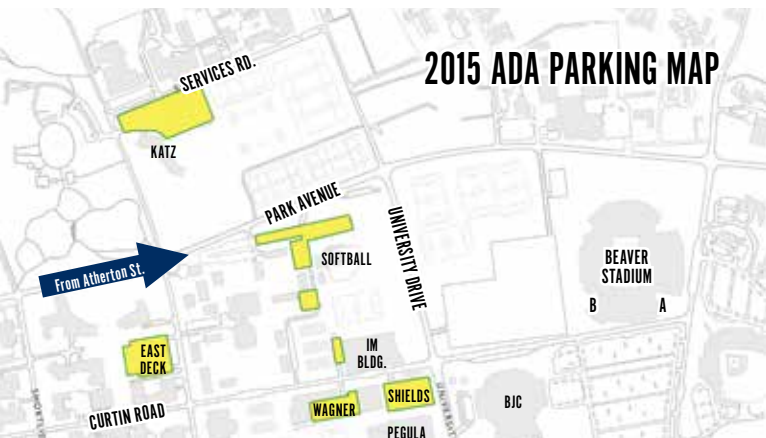 2015 ADA PARKING MAP
SERVICES RD.
KATZ
PARK AVENUE
UNIVERSITY DRIVE
SOFTBALL
BEAVER
STADIUM
From Atherton St.
B
A
EAST
DECK
IM
BLDG.
CURTIN ROAD
WAGNER
SHIELDS
BJC
PEGULA